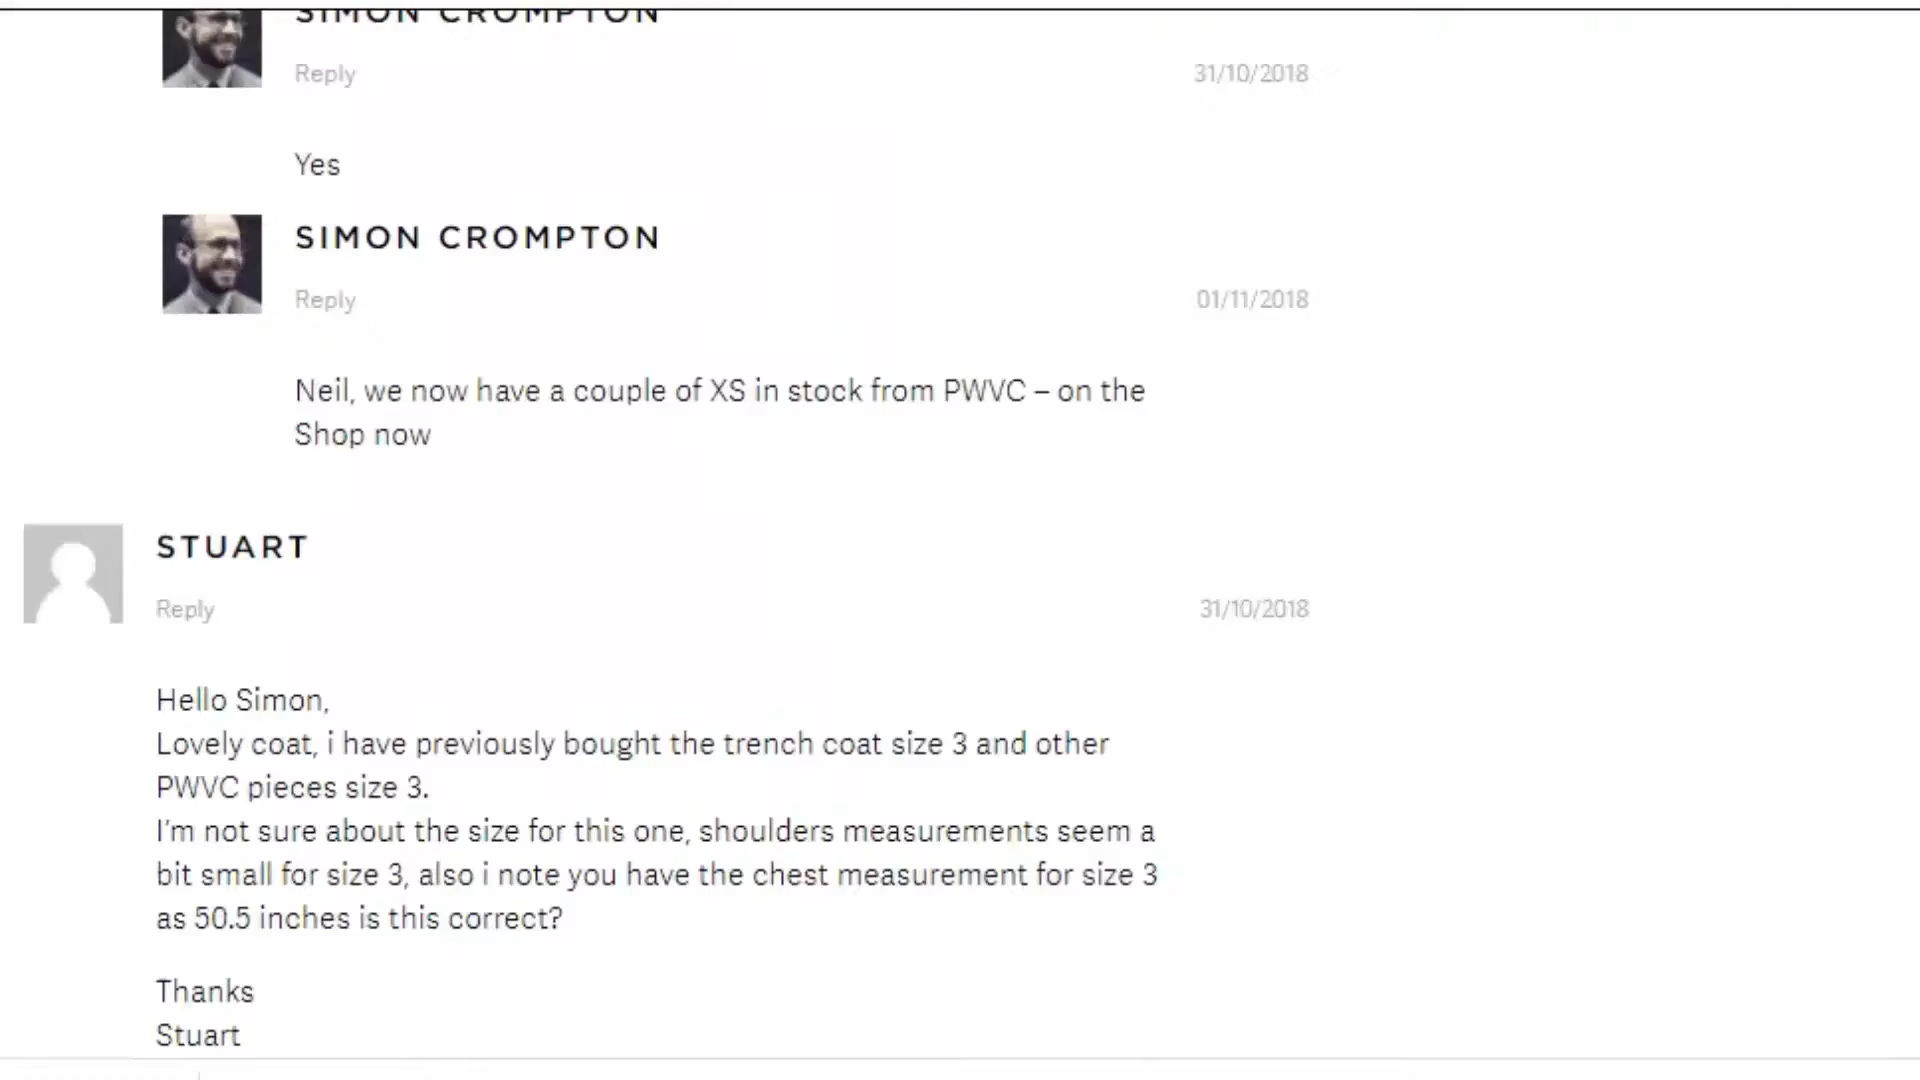 SIMON CROMPTON
Reply
31/10/2018
Yes
SIMON CROMPTON
Reply
01/11/2018
Neil, we now have a couple of XS in stock from PWVC – on the
Shop now
STUART
Reply
31/10/2018
Hello Simon,
Lovely coat, i have previously bought the trench coat size 3 and other
PWVC pieces size 3.
I'm not sure about the size for this one, shoulders measurements seem a
bit small for size 3, also i note you have the chest measurement for size 3
as 50.5 inches is this correct?
Thanks
Stuart